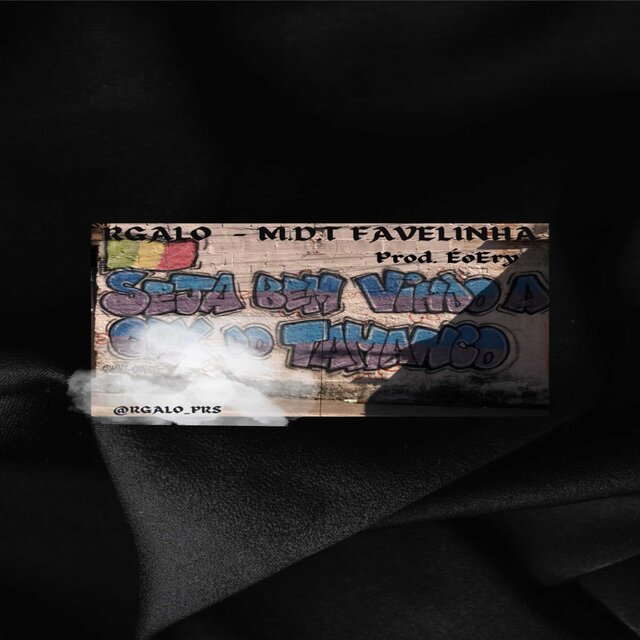 RGALO - M.D.T FAVELINHA
Prod. ÉoEry
SEJA BEM VINDO A
DO TAMANCO
@RGALO_PRS